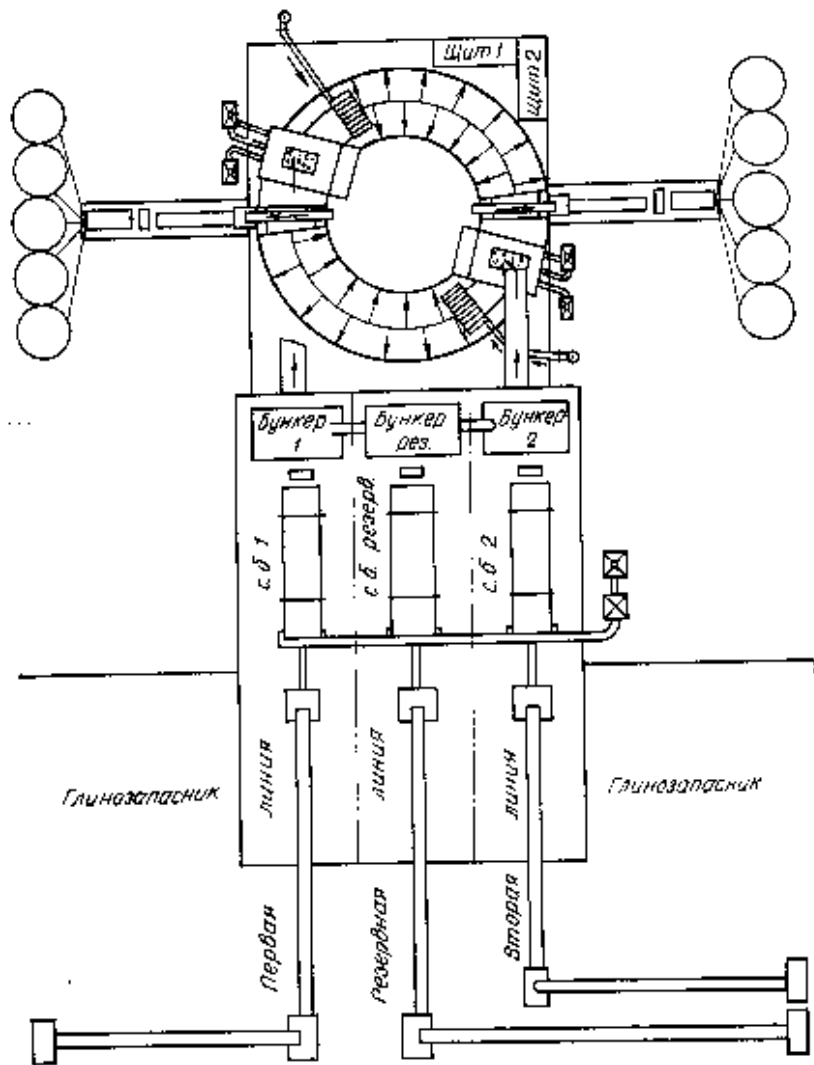 Щит 1
Щит 2
Бункер
1
Бункер
рез.
Бункер
2
с.б 1
с.б. резерв.
с.б 2
Глинозапасник
линия
линия
линия
Глинозапасник
Первая
Резервная
Вторая